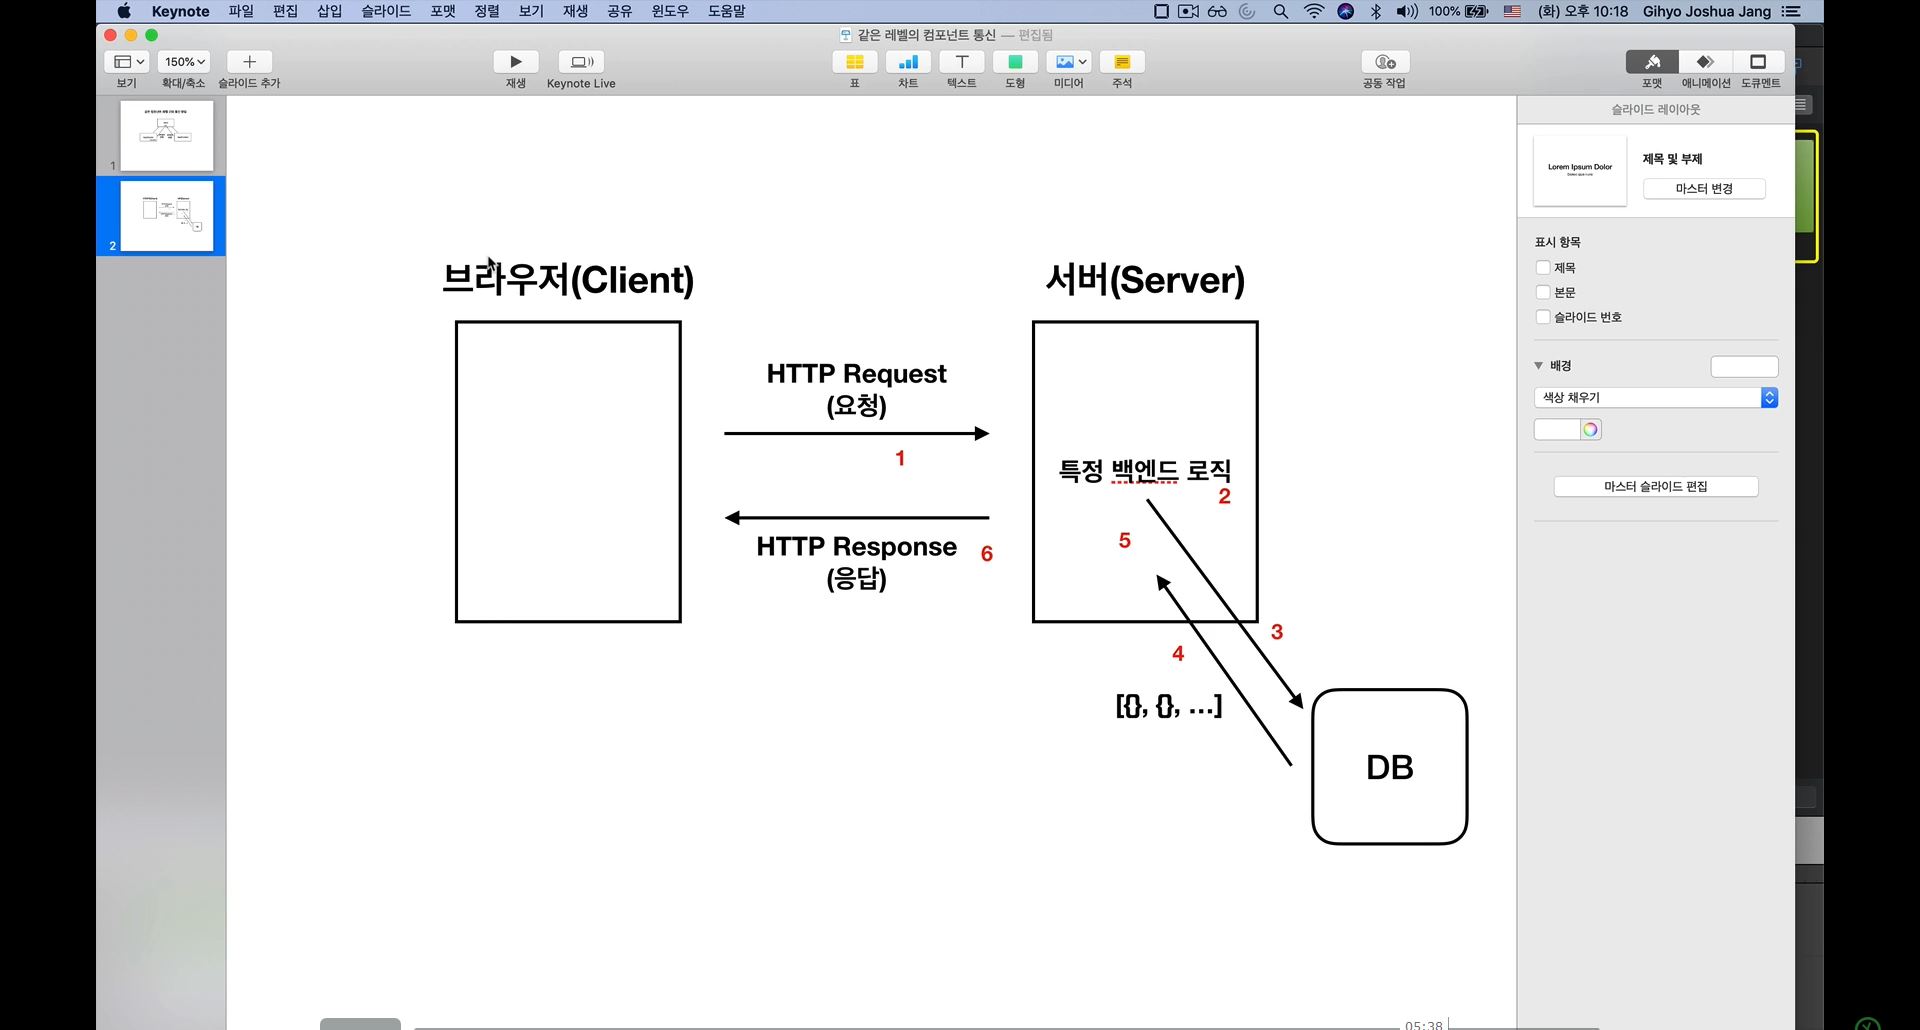 Keynote 파일 편집 삽입 슬라이드 포맷 정렬 보기 재생 공유 윈도우 도움말 100% (화) 오후 10:18 Gihyo Joshua Jang
같은 레벨의 컴포넌트 통신 — 편집됨
150%
보기 확대/축소 슬라이드 추가 재생 Keynote Live 표 차트 텍스트 도형 미디어 주석 공동 작업 포맷 애니메이션 도큐멘트
1
2
브라우저(Client)
서버(Server)
HTTP Request
(요청)
1
특정 백엔드 로직
2
5
HTTP Response
6
(응답)
3
4
[{}, {}, ...]
DB
슬라이드 레이아웃
Lorem Ipsum Dolor
제목 및 부제
마스터 변경
표시 항목
제목
본문
슬라이드 번호
배경
색상 채우기
마스터 슬라이드 편집
05:38